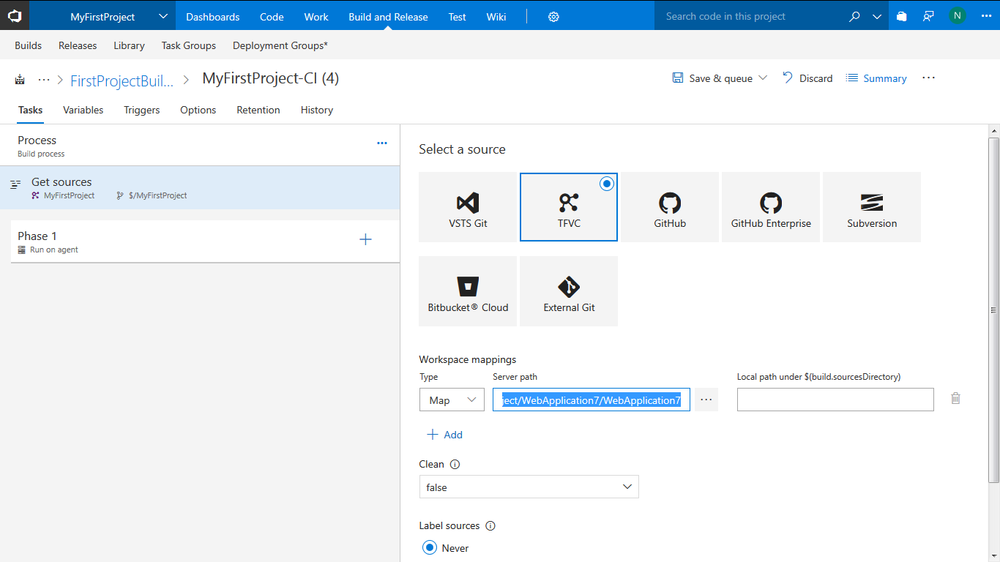 MyFirstProject
Dashboards Code Work Build and Release Test Wiki
Search code in this project
N
Builds Releases Library Task Groups Deployment Groups*
... > FirstProjectBuil... > MyFirstProject-CI (4)
Save & queue Discard Summary ...
Tasks Variables Triggers Options Retention History
Process
Build process
Get sources
MyFirstProject $/MyFirstProject
Phase 1
Run on agent
Select a source
VSTS Git TFVC GitHub GitHub Enterprise Subversion
Bitbucket® Cloud External Git
Workspace mappings
Type Server path Local path under $(build.sourcesDirectory)
Map ject/WebApplication7/WebApplication7 ...
Add
Clean
false
Label sources
Never